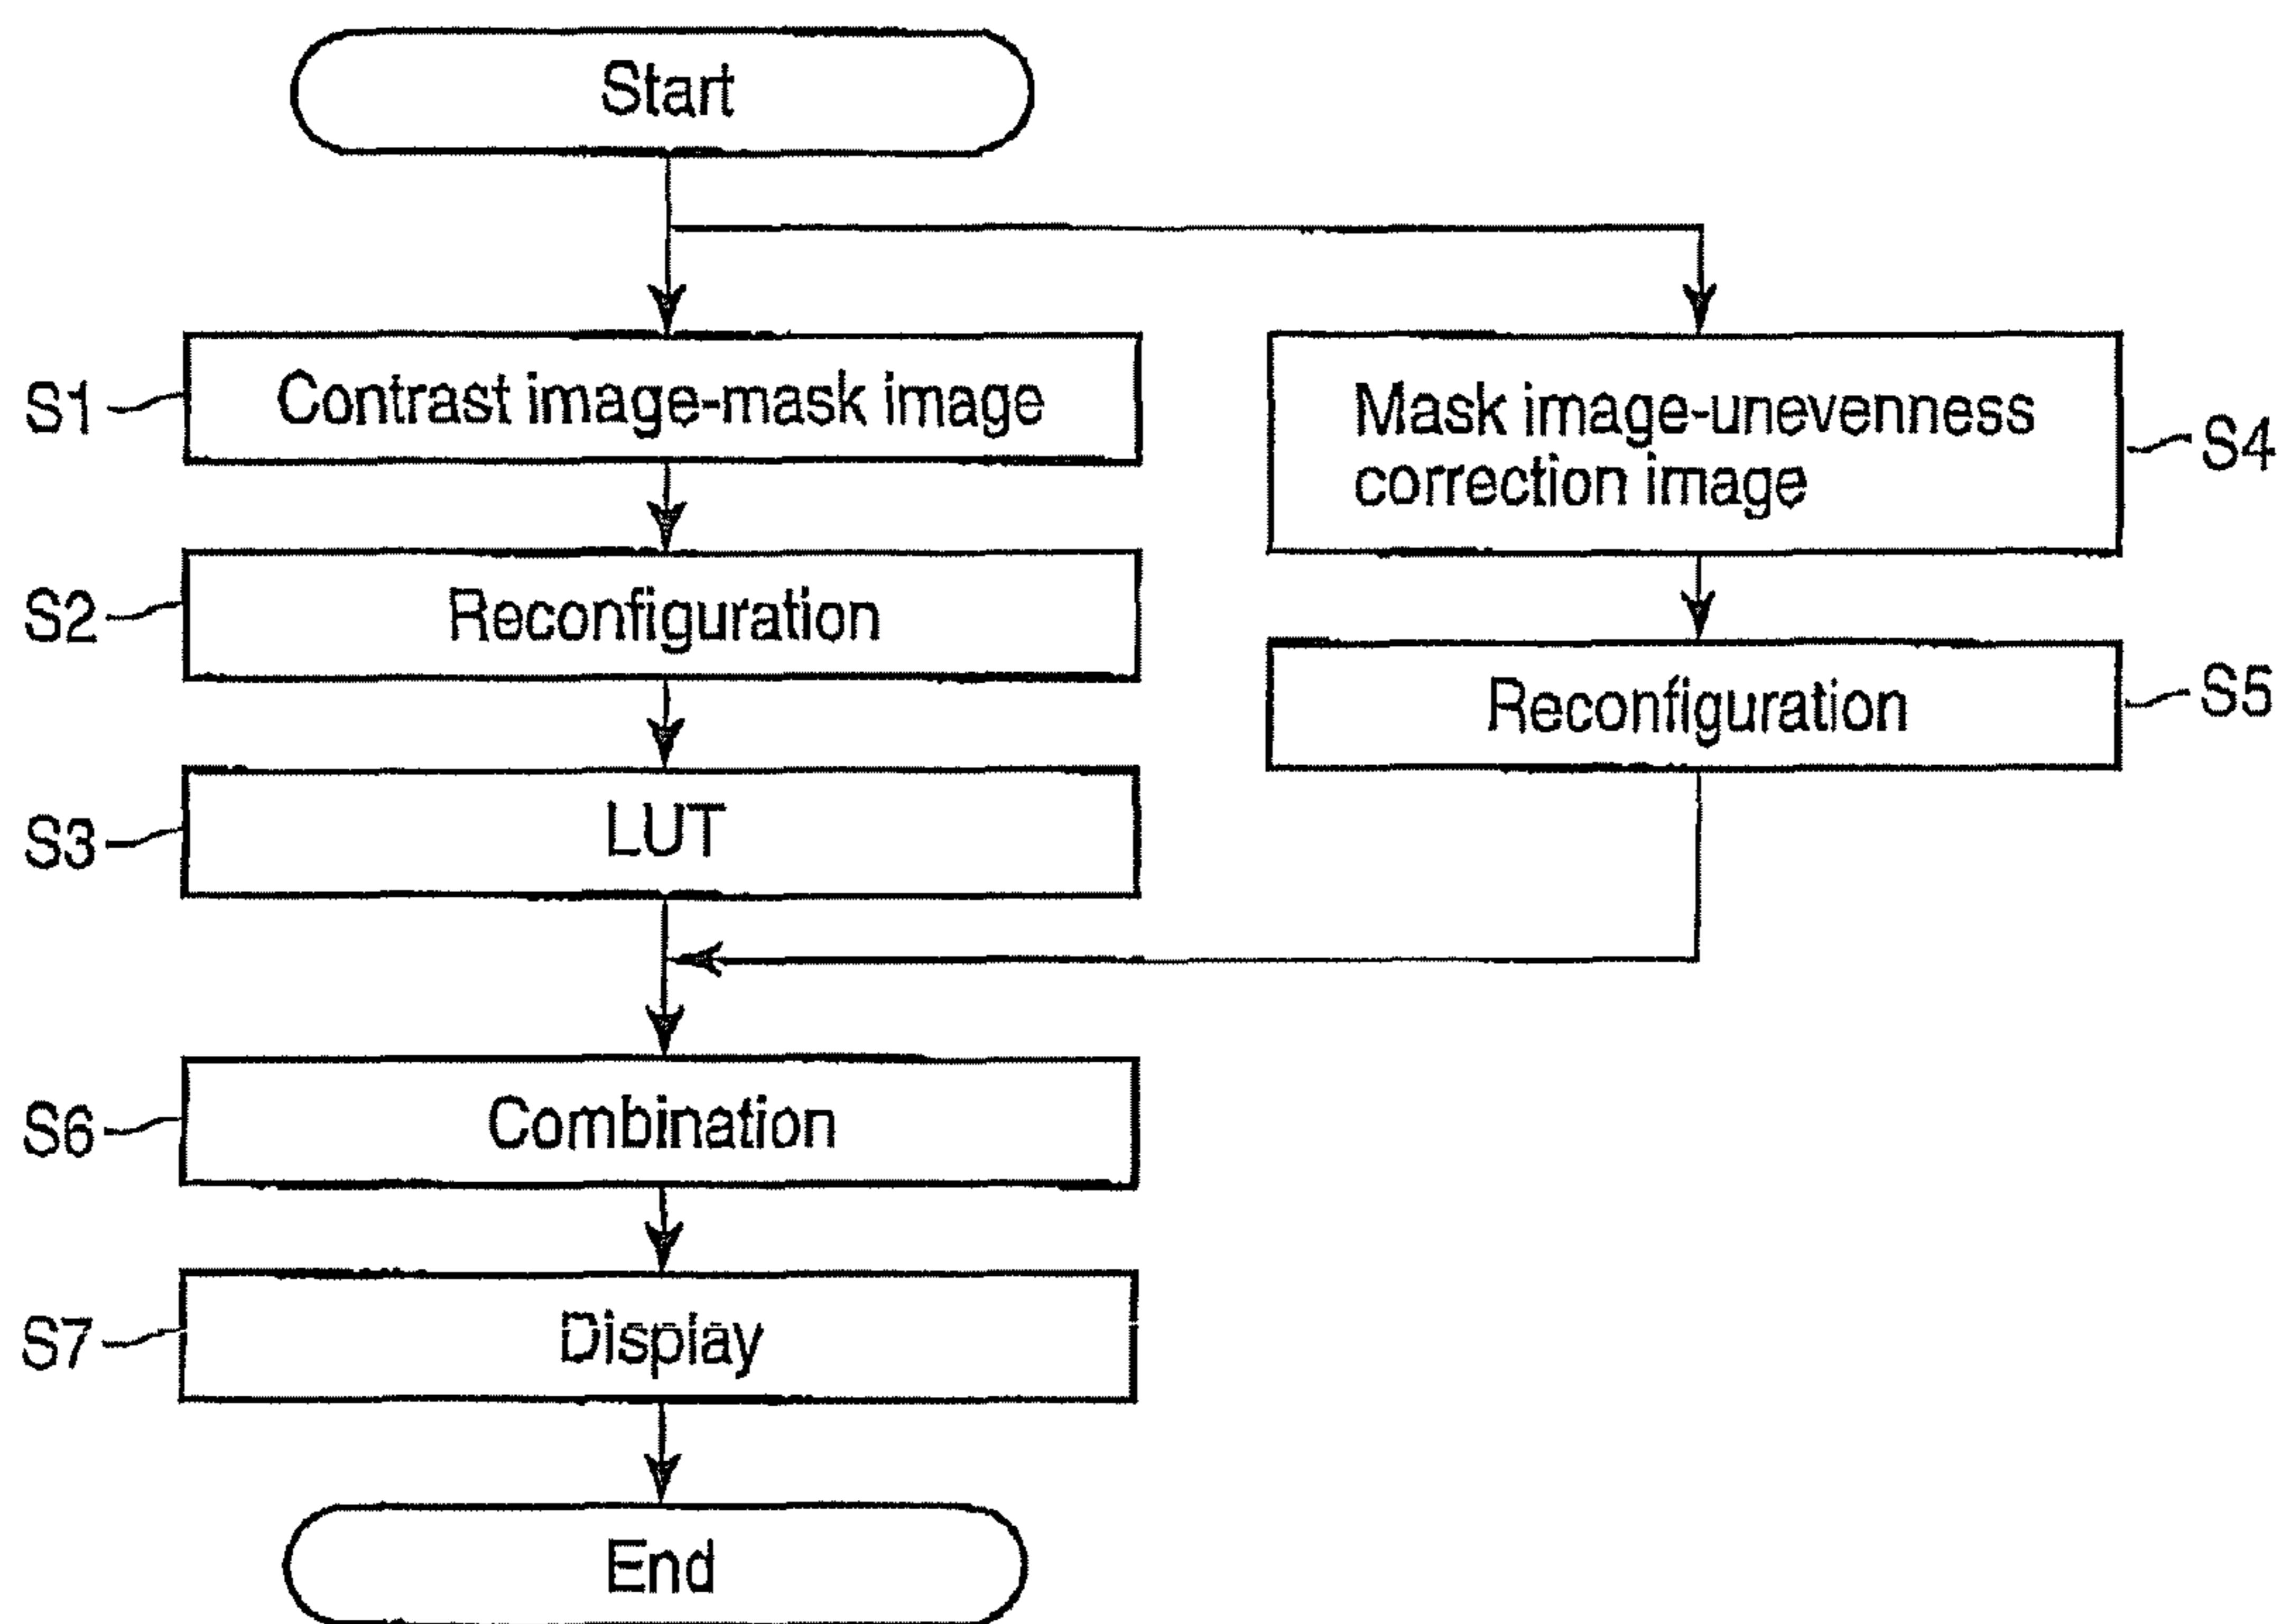 Start
S1
Contrast image-mask image
Mask image-unevenness
correction image
S4
S2
Reconfiguration
Reconfiguration
S5
S3
LUT
S6
Combination
S7
Display
End